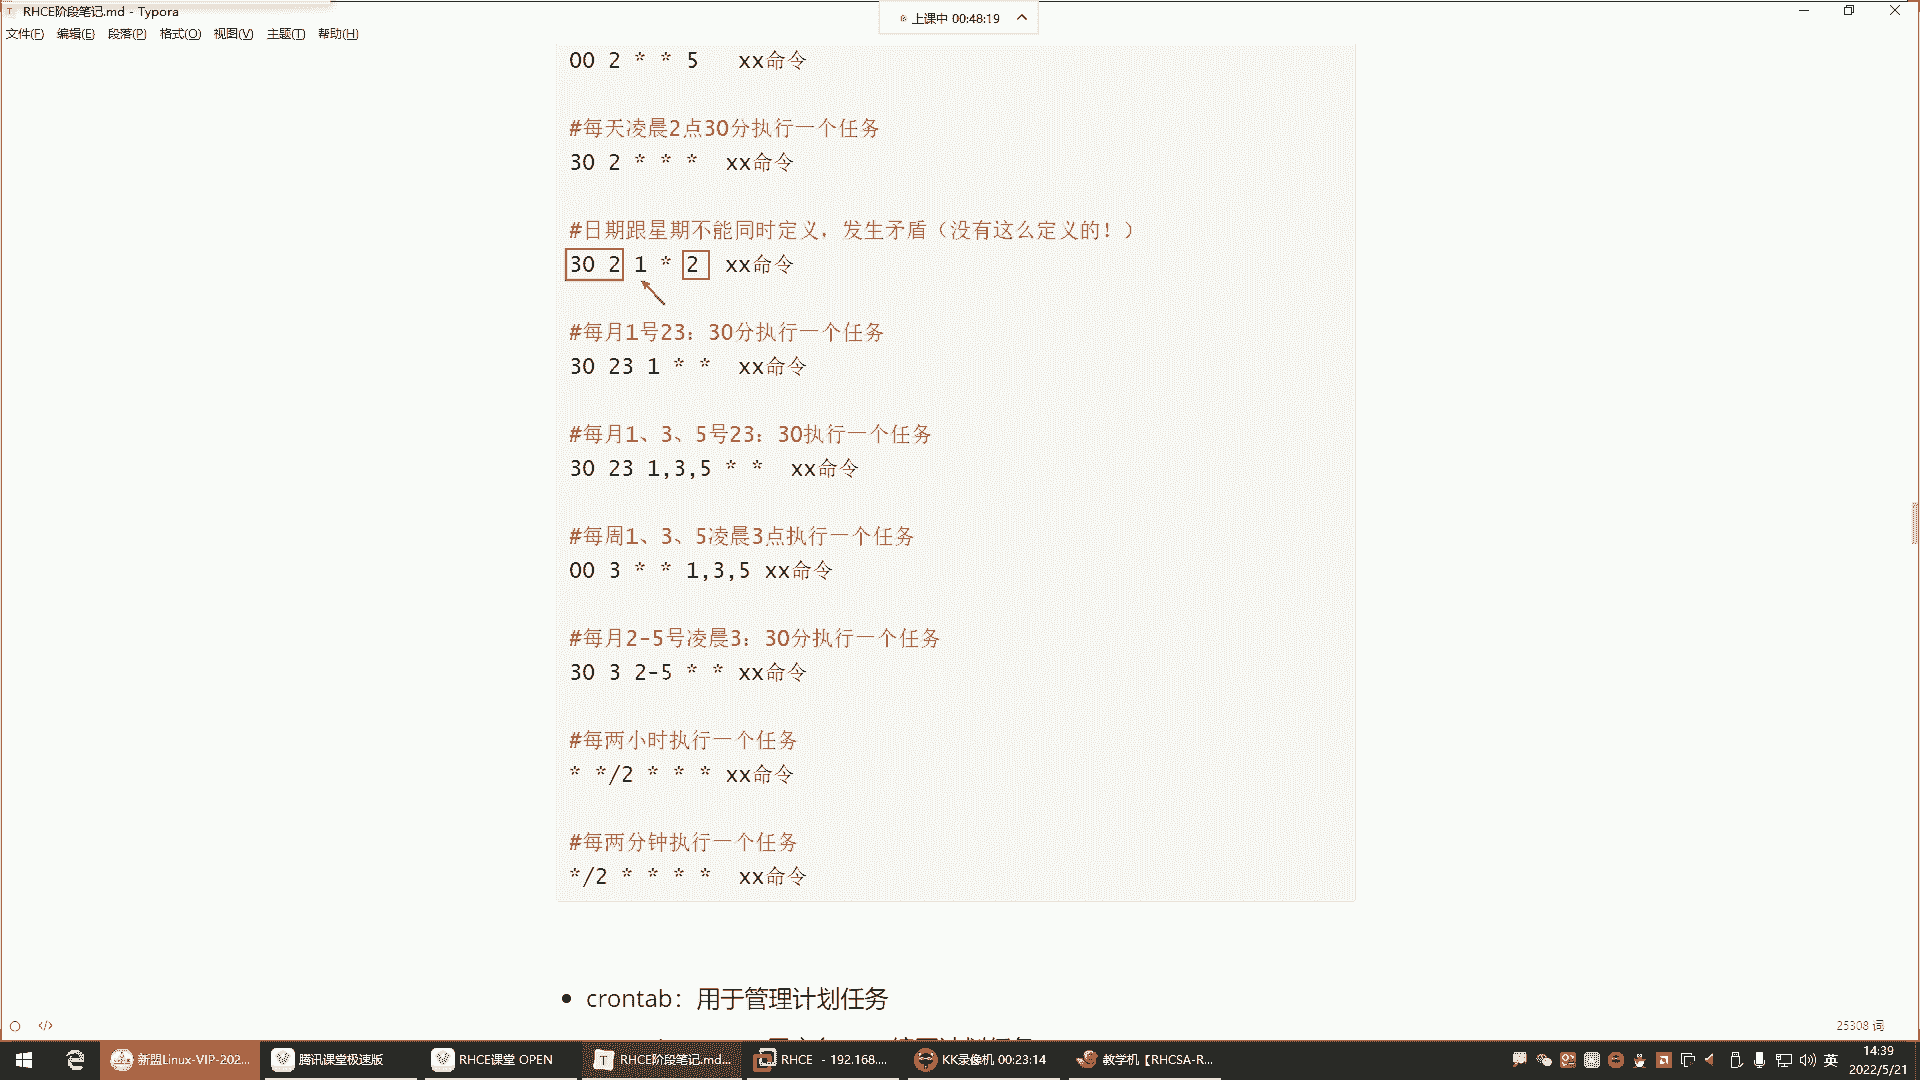 RHCE阶段笔记.md - Typora
上课中 00:48:19
文件(F) 编辑(E) 段落(P) 格式(O) 视图(V) 主题(T) 帮助(H)
00 2 * * 5 xx命令
#每天凌晨2点30分执行一个任务
30 2 * * * xx命令
#日期跟星期不能同时定义，发生矛盾（没有这么定义的！）
30 2 1 * 2 xx命令
#每月1号23：30分执行一个任务
30 23 1 * * xx命令
#每月1、3、5号23：30执行一个任务
30 23 1,3,5 * * xx命令
#每周1、3、5凌晨3点执行一个任务
00 3 * * 1,3,5 xx命令
#每月2-5号凌晨3：30分执行一个任务
30 3 2-5 * * xx命令
#每两小时执行一个任务
* */2 * * * xx命令
#每两分钟执行一个任务
*/2 * * * * xx命令
crontab：用于管理计划任务
25308 词
新盟Linux-VIP-202... 腾讯课堂极速版 RHCE课堂 OPEN RHCE阶段笔记.md... RHCE - 192.168.... KK录像机 00:23:14 教学机【RHCSA-R... 英
14:39
2022/5/21